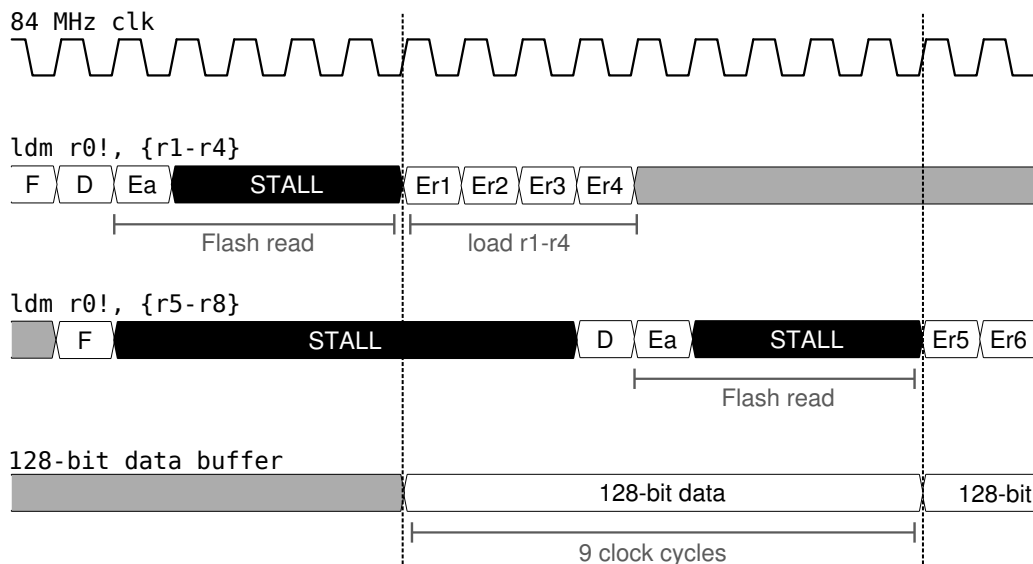 84 MHz clk
ldm r0!, {r1-r4}
F D Ea STALL Er1 Er2 Er3 Er4
Flash read load r1-r4
ldm r0!, {r5-r8}
F STALL D Ea STALL Er5 Er6
Flash read
128-bit data buffer
128-bit data 128-bit
9 clock cycles